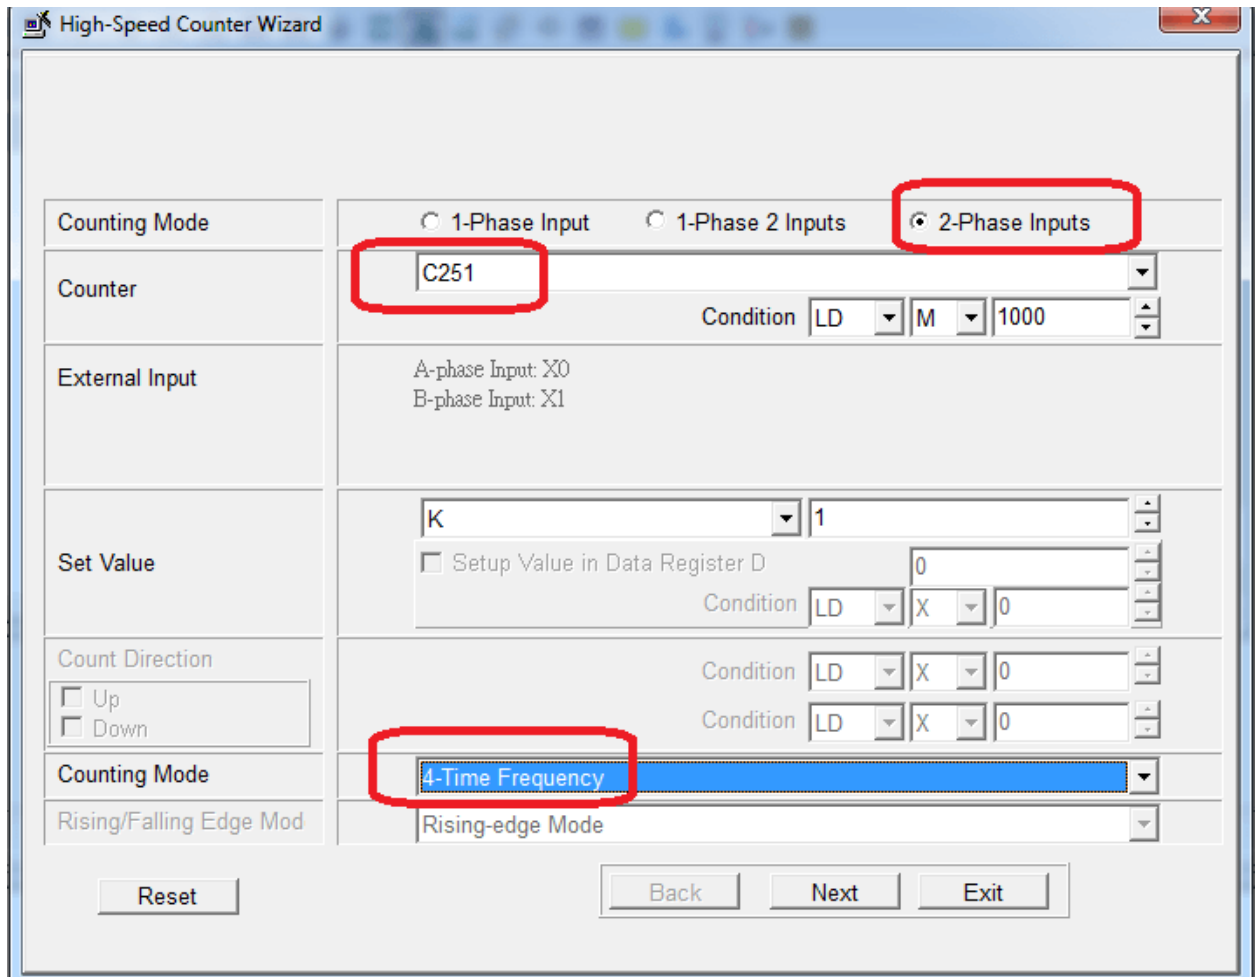 High-Speed Counter Wizard
Counting Mode
1-Phase Input 1-Phase 2 Inputs 2-Phase Inputs
Counter
C251
Condition LD M 1000
External Input
A-phase Input: X0
B-phase Input: X1
Set Value
K 1
Setup Value in Data Register D 0
Condition LD X 0
Count Direction
Up
Down
Condition LD X 0
Condition LD X 0
Counting Mode
4-Time Frequency
Rising/Falling Edge Mod
Rising-edge Mode
Reset Back Next Exit